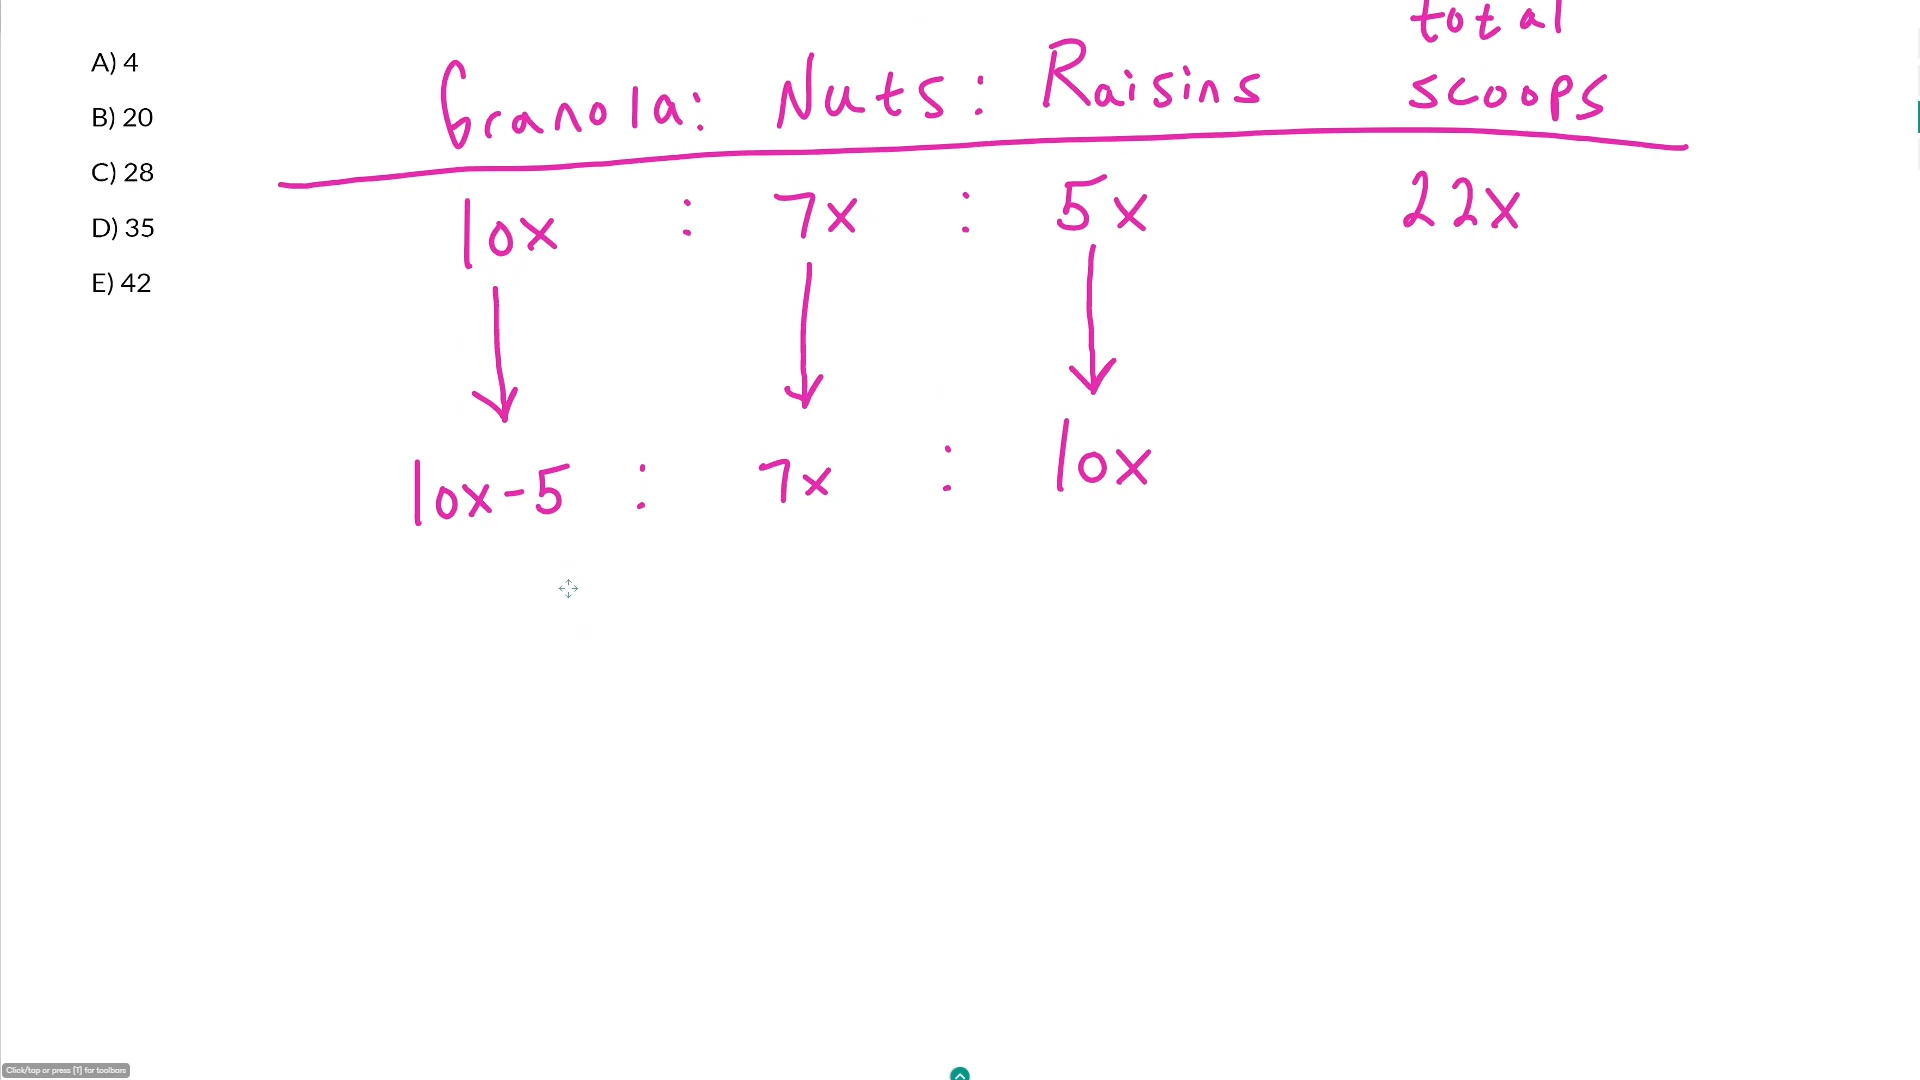 total
A) 4
Granola: Nuts: Raisins scoops
B) 20
C) 28
10x : 7x : 5x 22x
D) 35
E) 42
10x-5 : 7x : 10x
Click/tap or press [T] for toolbars